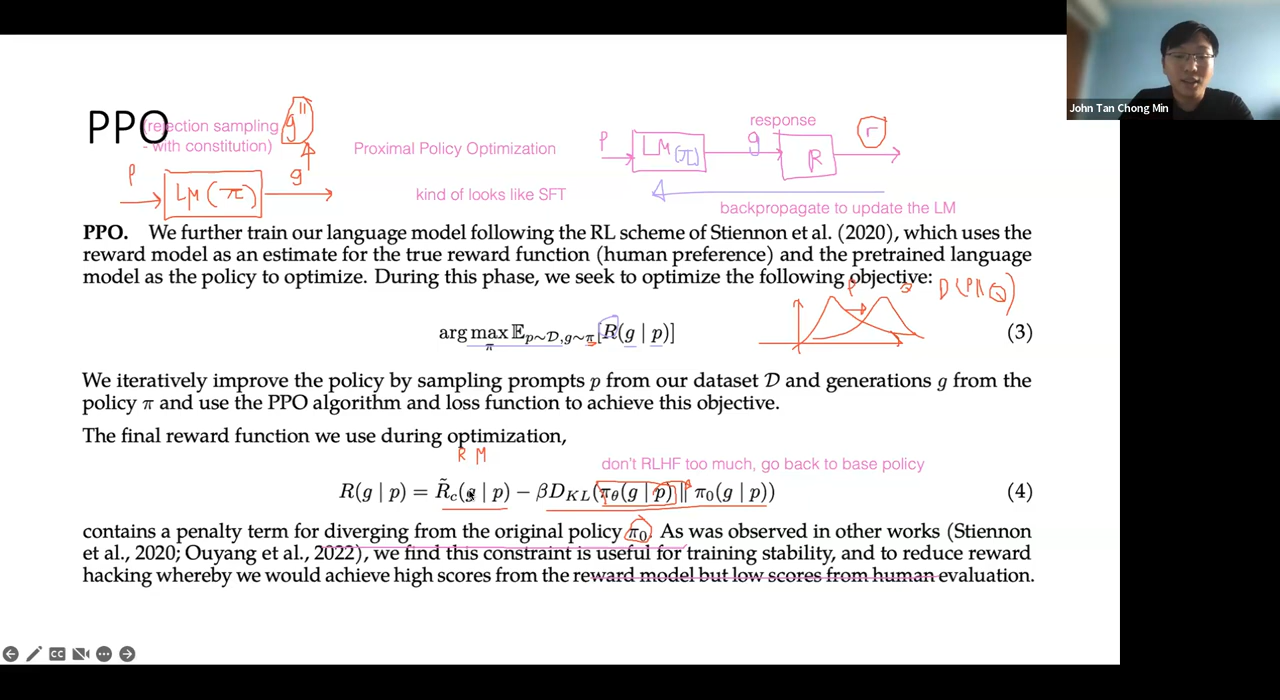 John Tan Chong Min
PPO
(rejection sampling
- with constitution)
g"
p
LM (π)
g
Proximal Policy Optimization
kind of looks like SFT
response
p
LM (π)
g
R
r
backpropagate to update the LM
PPO. We further train our language model following the RL scheme of Stiennon et al. (2020), which uses the
reward model as an estimate for the true reward function (human preference) and the pretrained language
model as the policy to optimize. During this phase, we seek to optimize the following objective:
P
Q
D(P||Q)
arg max_π 𝔼_{p∼𝒟,g∼π}[R(g | p)] (3)
We iteratively improve the policy by sampling prompts p from our dataset 𝒟 and generations g from the
policy π and use the PPO algorithm and loss function to achieve this objective.
The final reward function we use during optimization,
R M
don't RLHF too much, go back to base policy
R(g | p) = R̃_c(g | p) − βD_{KL}(π_θ(g | p) ∥ π_0(g | p)) (4)
contains a penalty term for diverging from the original policy π_0. As was observed in other works (Stiennon
et al., 2020; Ouyang et al., 2022), we find this constraint is useful for training stability, and to reduce reward
hacking whereby we would achieve high scores from the reward model but low scores from human evaluation.
CC